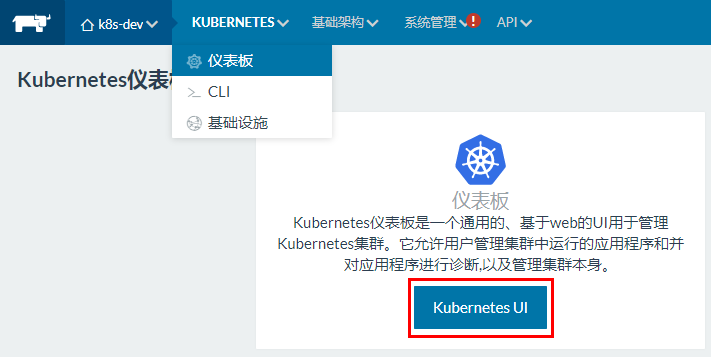 k8s-dev KUBERNETES 基础架构 系统管理 ! API
仪表板
Kubernetes仪表板
CLI
基础设施
仪表板
Kubernetes仪表板是一个通用的、基于web的UI用于管理
Kubernetes集群。它允许用户管理集群中运行的应用程序和并
对应用程序进行诊断,以及管理集群本身。
Kubernetes UI